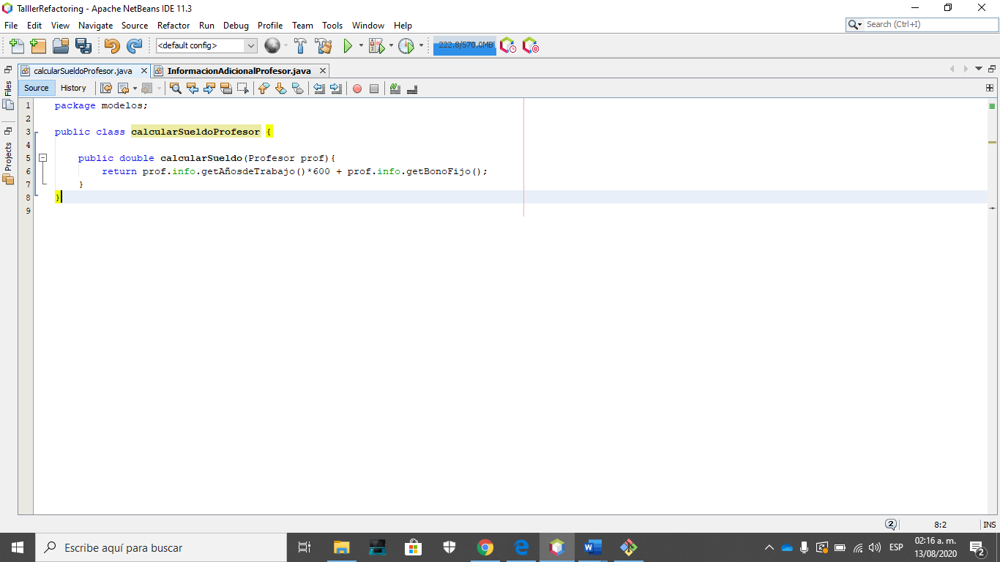 TalllerRefactoring - Apache NetBeans IDE 11.3
File Edit View Navigate Source Refactor Run Debug Profile Team Tools Window Help
Search (Ctrl+I)
<default config>
222.8/570.0MB
calcularSueldoProfesor.java
InformacionAdicionalProfesor.java
Files
Projects
Source History
1 package modelos;
2
3 public class calcularSueldoProfesor {
4
5 public double calcularSueldo(Profesor prof){
6 return prof.info.getAñosdeTrabajo()*600 + prof.info.getBonoFijo();
7 }
8 }
9
2
8:2
INS
Escribe aquí para buscar
ESP
02:16 a. m.
13/08/2020
2